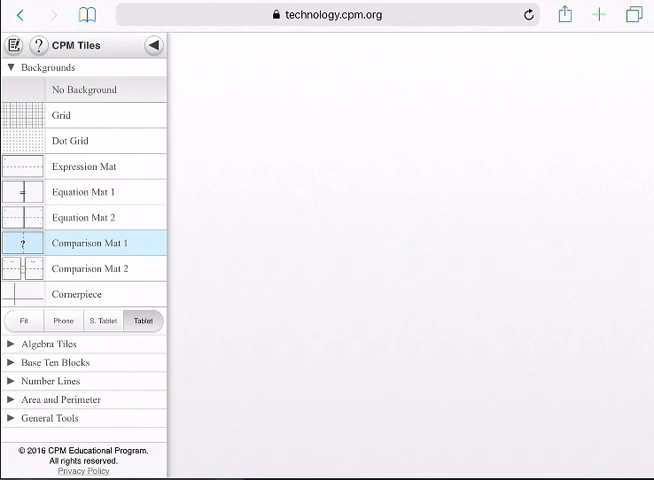 technology.cpm.org
? CPM Tiles
Backgrounds
No Background
Grid
Dot Grid
Expression Mat
= Equation Mat 1
Equation Mat 2
? Comparison Mat 1
Comparison Mat 2
Cornerpiece
Fit Phone S. Tablet Tablet
Algebra Tiles
Base Ten Blocks
Number Lines
Area and Perimeter
General Tools
© 2016 CPM Educational Program.
All rights reserved.
Privacy Policy